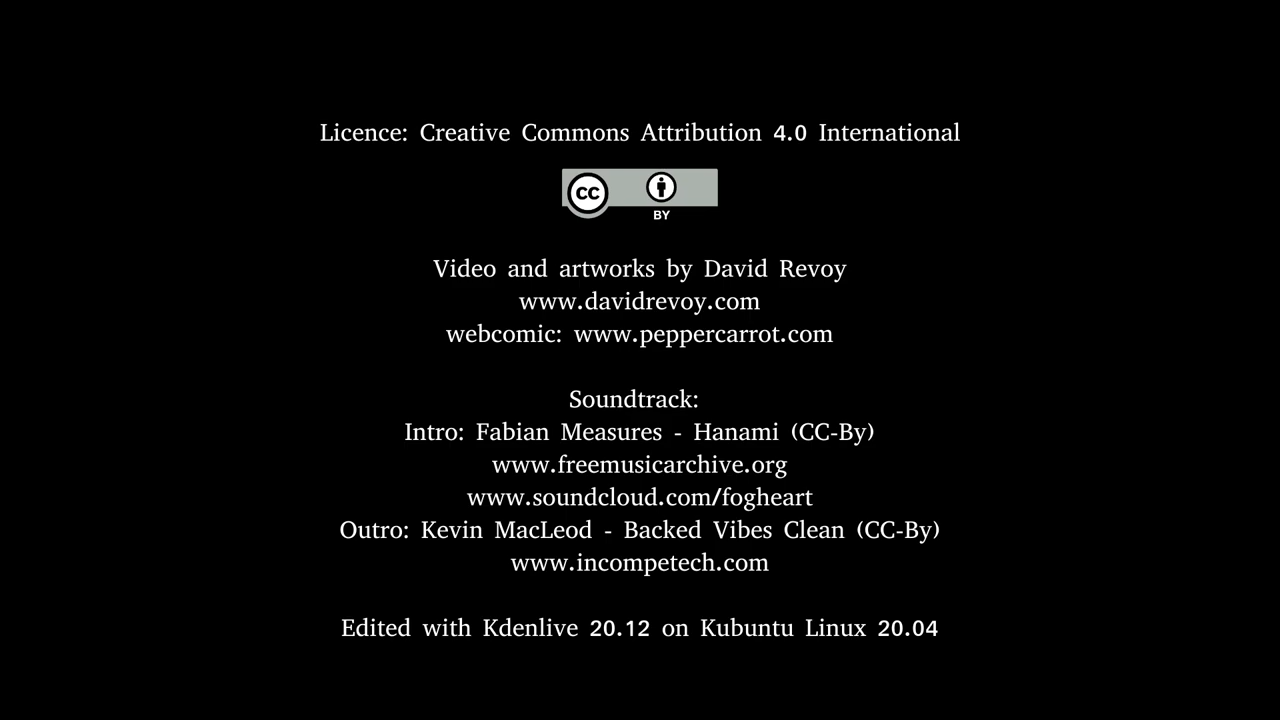 Licence: Creative Commons Attribution 4.0 International
CC
BY
Video and artworks by David Revoy
www.davidrevoy.com
webcomic: www.peppercarrot.com
Soundtrack:
Intro: Fabian Measures - Hanami (CC-By)
www.freemusicarchive.org
www.soundcloud.com/fogheart
Outro: Kevin MacLeod - Backed Vibes Clean (CC-By)
www.incompetech.com
Edited with Kdenlive 20.12 on Kubuntu Linux 20.04